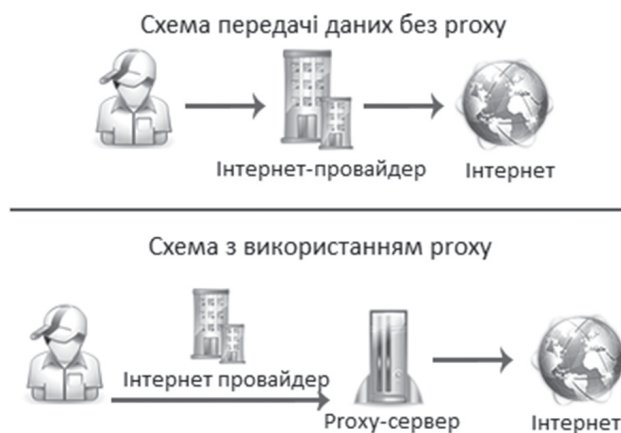 Схема передачі даних без proxy
Інтернет-провайдер
Інтернет
Схема з використанням proxy
Інтернет провайдер
Proxy-сервер
Інтернет